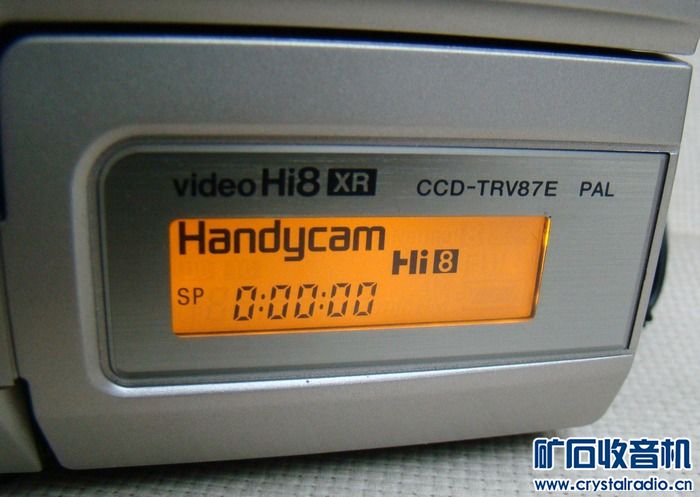 video Hi8 XR CCD-TRV87E PAL
Handycam
Hi8
SP 0:00:00
矿石收音机
www.crystalradio.cn